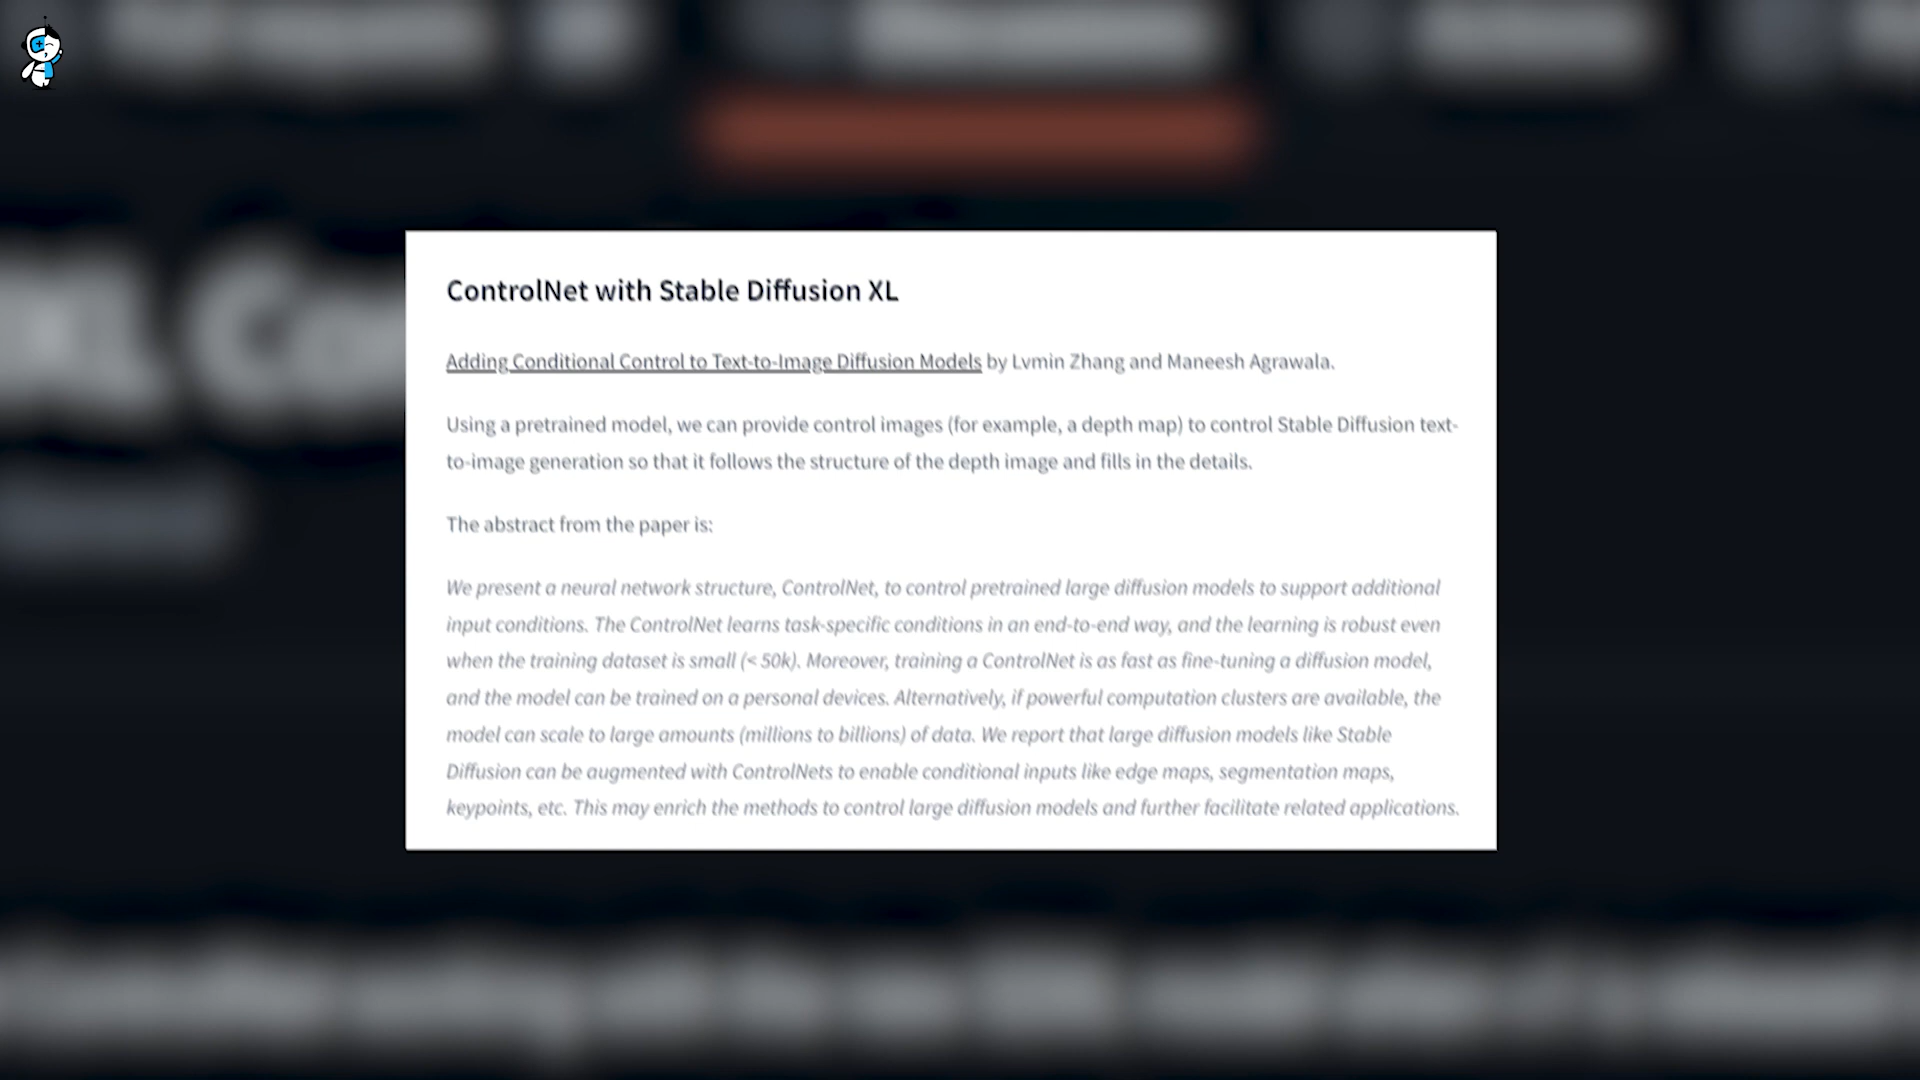 ControlNet with Stable Diffusion XL
Adding Conditional Control to Text-to-Image Diffusion Models by Lvmin Zhang and Maneesh Agrawala.
Using a pretrained model, we can provide control images (for example, a depth map) to control Stable Diffusion text-
to-image generation so that it follows the structure of the depth image and fills in the details.
The abstract from the paper is:
We present a neural network structure, ControlNet, to control pretrained large diffusion models to support additional
input conditions. The ControlNet learns task-specific conditions in an end-to-end way, and the learning is robust even
when the training dataset is small (< 50k). Moreover, training a ControlNet is as fast as fine-tuning a diffusion model,
and the model can be trained on a personal devices. Alternatively, if powerful computation clusters are available, the
model can scale to large amounts (millions to billions) of data. We report that large diffusion models like Stable
Diffusion can be augmented with ControlNets to enable conditional inputs like edge maps, segmentation maps,
keypoints, etc. This may enrich the methods to control large diffusion models and further facilitate related applications.